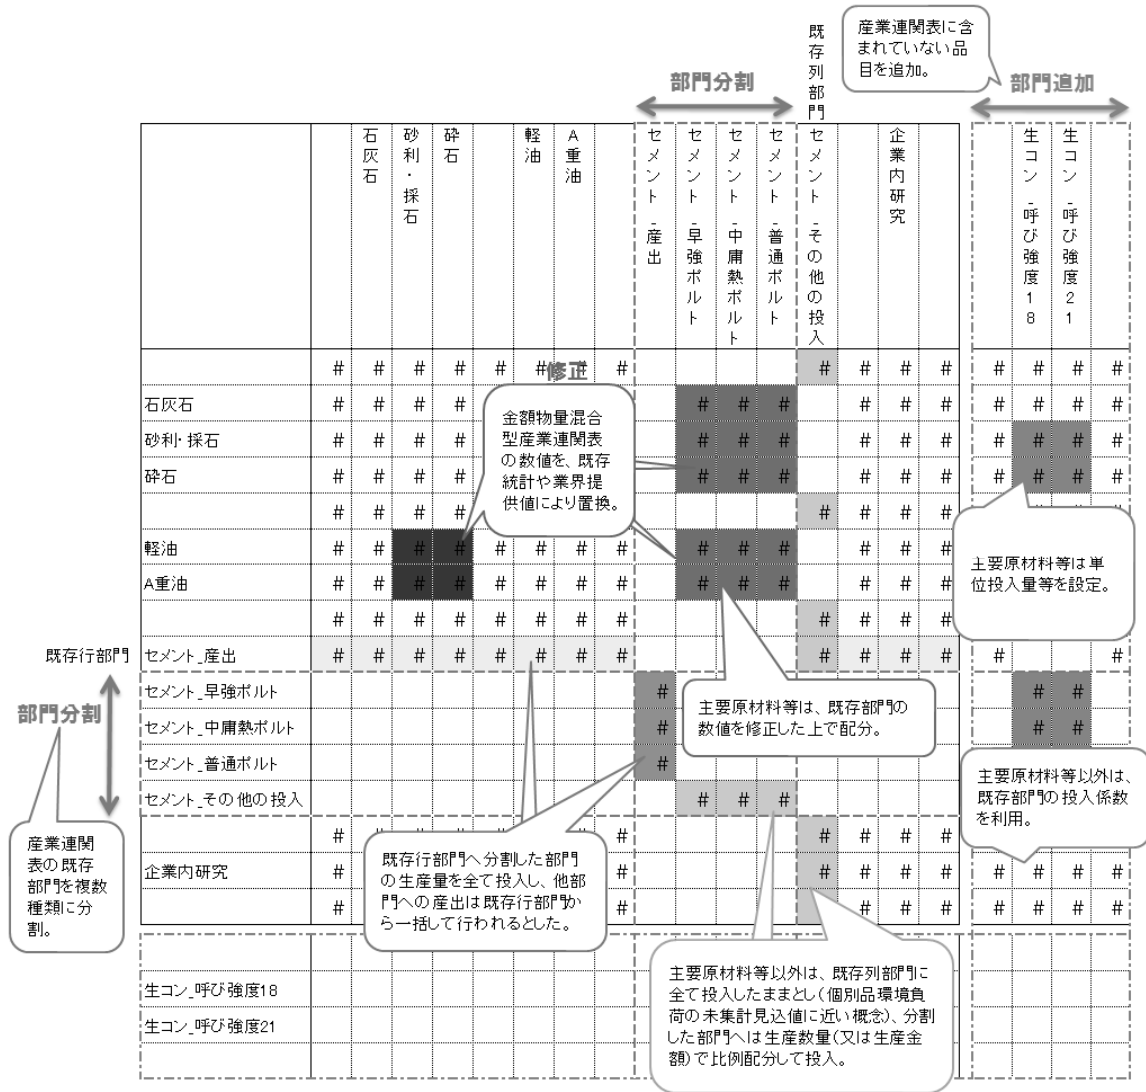 産業連関表に含
まれていない品
目を追加。
部門分割
既存列部門
部門追加
石灰石
砂利・採石
砕石
軽油
A重油
セメント_産出
セメント_早強ポルト
セメント_中庸熱ポルト
セメント_普通ポルト
セメント_その他の投入
企業内研究
生コン_呼び強度18
生コン_呼び強度21
# # # # # # # # # # # # # # # #
修正
石灰石 # # # # # # # # # # # # # #
砂利・採石 # # # # # # # # # # # # # #
砕石 # # # # # # # # # # # # # #
# # # # # # # # # # # #
軽油 # # # # # # # # # # # # # #
A重油 # # # # # # # # # # # # # #
# # # # # # # # # # # #
既存行部門 セメント_産出 # # # # # # # # # # # # # #
セメント_早強ポルト # # #
セメント_中庸熱ポルト # # #
セメント_普通ポルト #
セメント_その他の投入 # # #
# # # # # # # #
企業内研究 # # # # # # # # # #
# # # # # # # # # #
生コン_呼び強度18
生コン_呼び強度21
金額物量混合
型産業連関表
の数値を、既存
統計や業界提
供値により置換。
主要原材料等は単
位投入量等を設定。
主要原材料等は、既存部門の
数値を修正した上で配分。
主要原材料等以外は、
既存部門の投入係数
を利用。
部門分割
産業連関
表の既存
部門を複数
種類に分
割。
既存行部門へ分割した部門
の生産量を全て投入し、他部
門への産出は既存行部門か
ら一括して行われるとした。
主要原材料等以外は、既存列部門に
全て投入したままとし(個別品環境負
荷の未集計見込値に近い概念)、分割
した部門へは生産数量(又は生産金
額)で比例配分して投入。